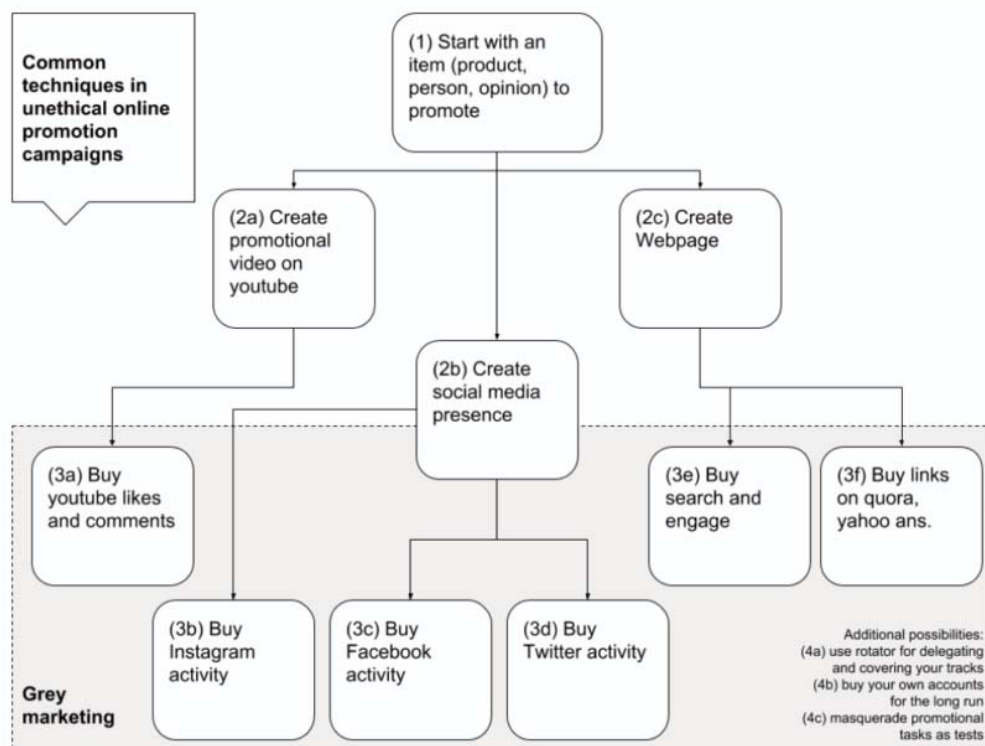 Common
techniques in
unethical online
promotion
campaigns
(1) Start with an
item (product,
person, opinion) to
promote
(2a) Create
promotional
video on
youtube
(2c) Create
Webpage
(2b) Create
social media
presence
(3a) Buy
youtube likes
and comments
(3e) Buy
search and
engage
(3f) Buy links
on quora,
yahoo ans.
(3b) Buy
Instagram
activity
(3c) Buy
Facebook
activity
(3d) Buy
Twitter activity
Additional possibilities:
(4a) use rotator for delegating
and covering your tracks
(4b) buy your own accounts
for the long run
(4c) masquerade promotional
tasks as tests
Grey
marketing